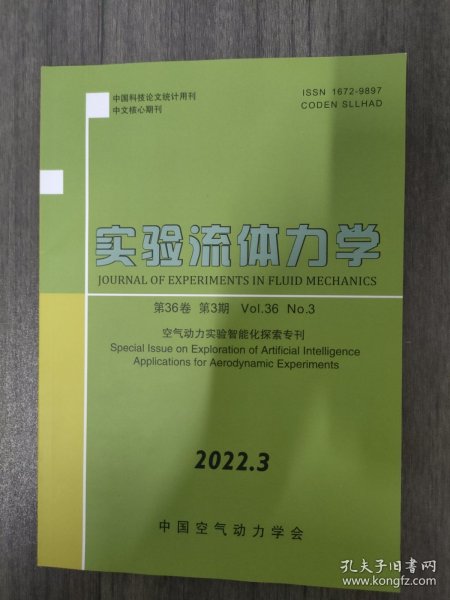 中国科技论文统计用刊
中文核心期刊
ISSN 1672-9897
CODEN SLLHAD
实验流体力学
JOURNAL OF EXPERIMENTS IN FLUID MECHANICS
第36卷 第3期 Vol.36 No.3
空气动力实验智能化探索专刊
Special Issue on Exploration of Artificial Intelligence
Applications for Aerodynamic Experiments
2022.3
中国空气动力学会
孔夫子旧书网
www.kongfz.com